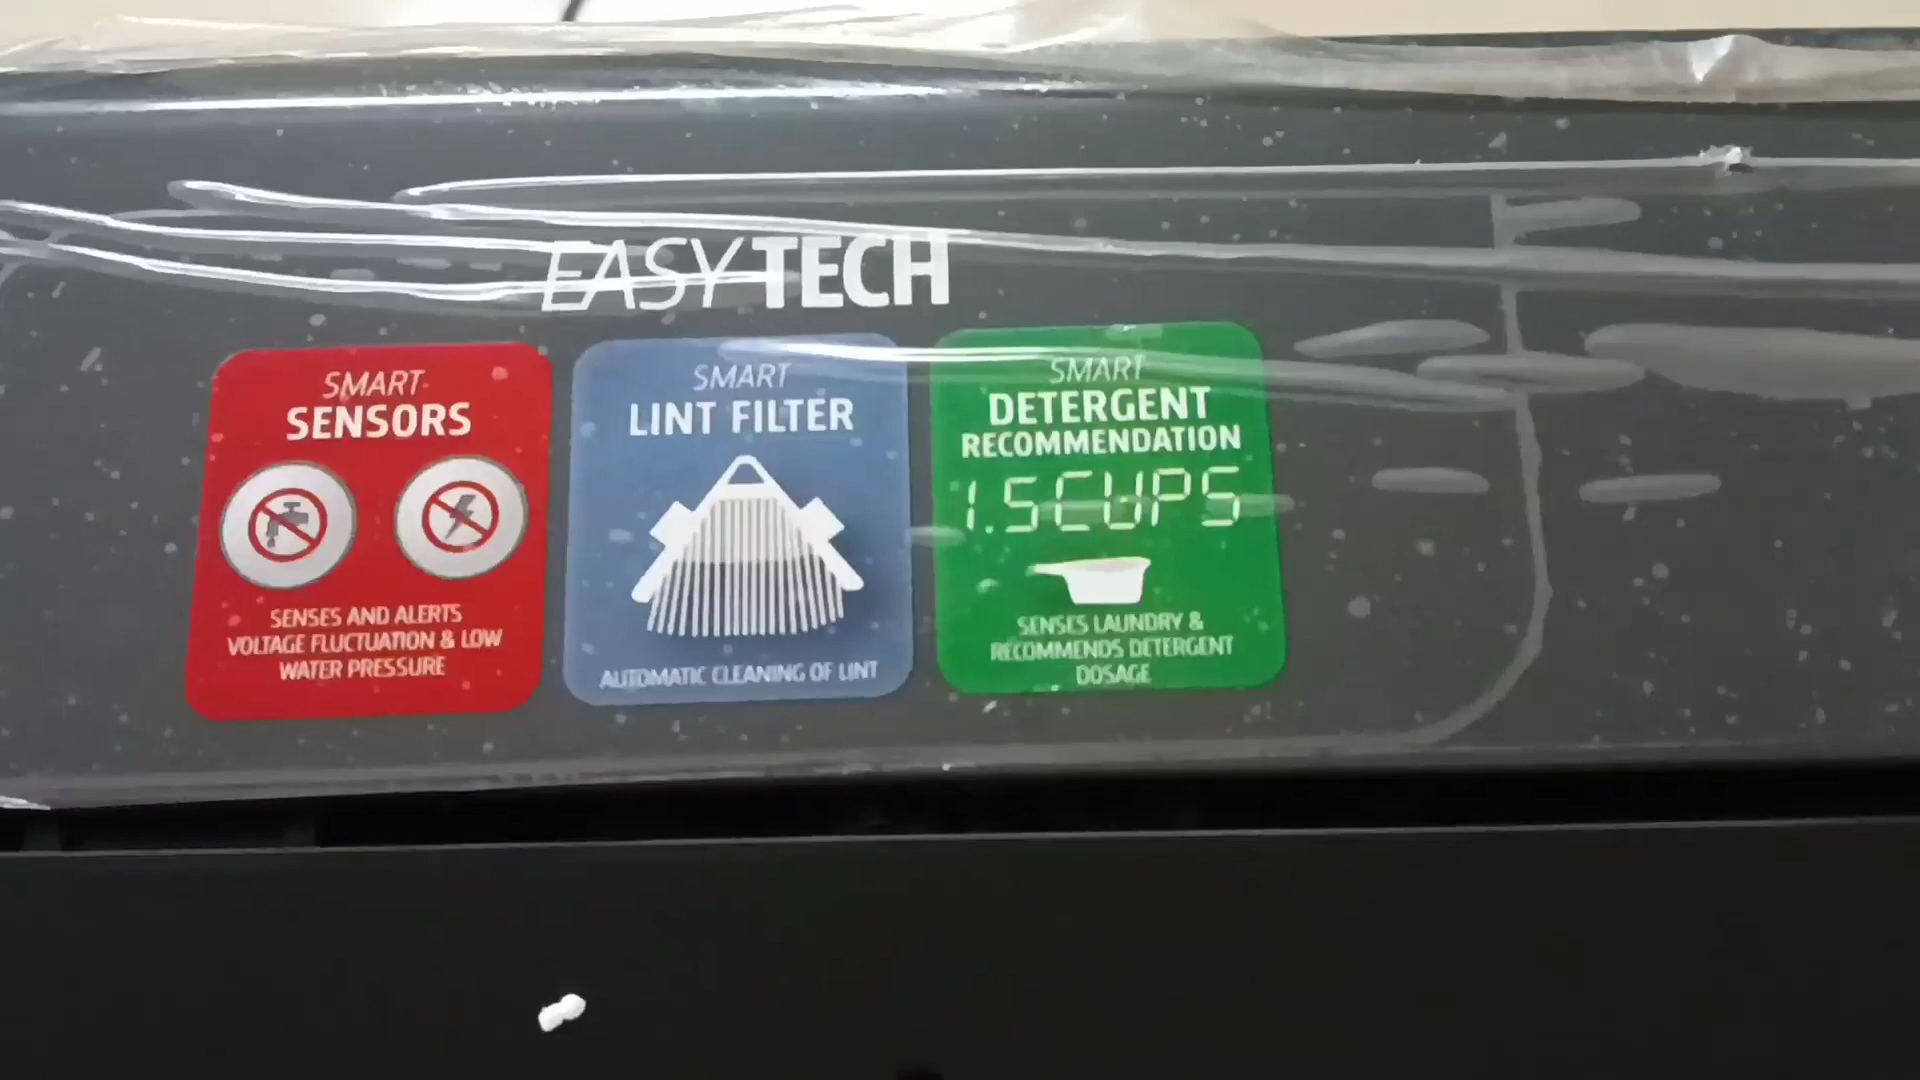 EASYTECH
SMART
SENSORS
SENSES AND ALERTS
VOLTAGE FLUCTUATION & LOW
WATER PRESSURE
SMART
LINT FILTER
AUTOMATIC CLEANING OF LINT
SMART
DETERGENT
RECOMMENDATION
1.5CUPS
SENSES LAUNDRY &
RECOMMENDS DETERGENT
DOSAGE